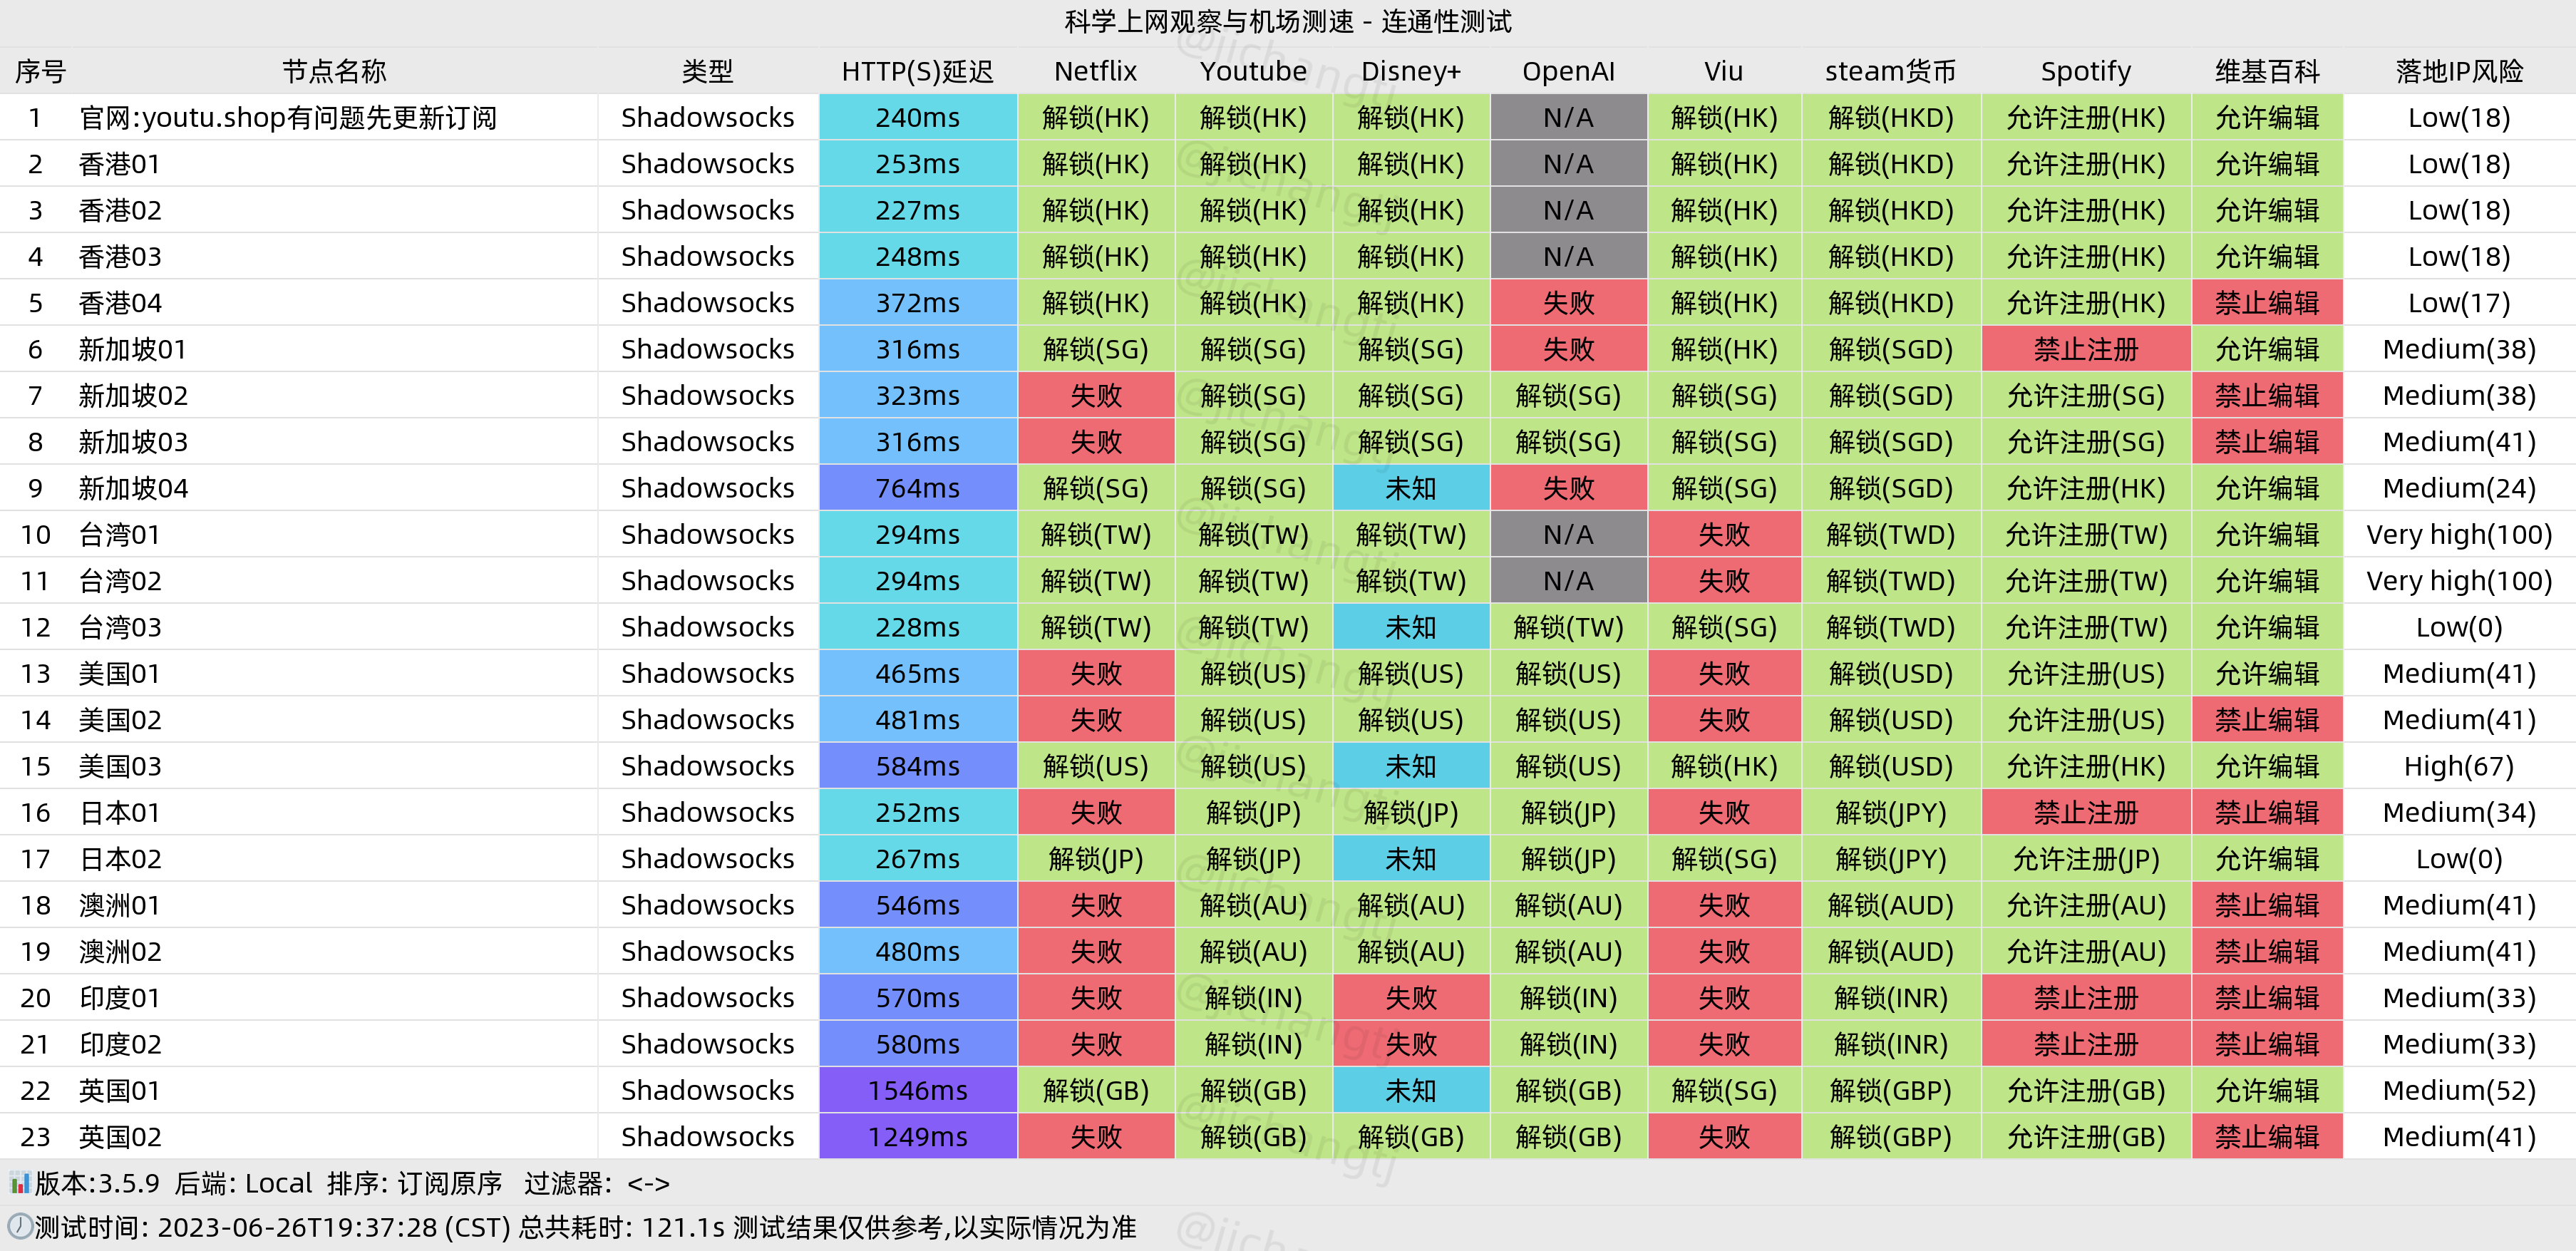 科学上网观察与机场测速 - 连通性测试
序号 节点名称 类型 HTTP(S)延迟 Netflix Youtube Disney+ OpenAI Viu steam货币 Spotify 维基百科 落地IP风险
1 官网:youtu.shop有问题先更新订阅 Shadowsocks 240ms 解锁(HK) 解锁(HK) 解锁(HK) N/A 解锁(HK) 解锁(HKD) 允许注册(HK) 允许编辑 Low(18)
2 香港01 Shadowsocks 253ms 解锁(HK) 解锁(HK) 解锁(HK) N/A 解锁(HK) 解锁(HKD) 允许注册(HK) 允许编辑 Low(18)
3 香港02 Shadowsocks 227ms 解锁(HK) 解锁(HK) 解锁(HK) N/A 解锁(HK) 解锁(HKD) 允许注册(HK) 允许编辑 Low(18)
4 香港03 Shadowsocks 248ms 解锁(HK) 解锁(HK) 解锁(HK) N/A 解锁(HK) 解锁(HKD) 允许注册(HK) 允许编辑 Low(18)
5 香港04 Shadowsocks 372ms 解锁(HK) 解锁(HK) 解锁(HK) 失败 解锁(HK) 解锁(HKD) 允许注册(HK) 禁止编辑 Low(17)
6 新加坡01 Shadowsocks 316ms 解锁(SG) 解锁(SG) 解锁(SG) 失败 解锁(HK) 解锁(SGD) 禁止注册 允许编辑 Medium(38)
7 新加坡02 Shadowsocks 323ms 失败 解锁(SG) 解锁(SG) 解锁(SG) 解锁(SG) 解锁(SGD) 允许注册(SG) 禁止编辑 Medium(38)
8 新加坡03 Shadowsocks 316ms 失败 解锁(SG) 解锁(SG) 解锁(SG) 解锁(SG) 解锁(SGD) 允许注册(SG) 禁止编辑 Medium(41)
9 新加坡04 Shadowsocks 764ms 解锁(SG) 解锁(SG) 未知 失败 解锁(SG) 解锁(SGD) 允许注册(HK) 允许编辑 Medium(24)
10 台湾01 Shadowsocks 294ms 解锁(TW) 解锁(TW) 解锁(TW) N/A 失败 解锁(TWD) 允许注册(TW) 允许编辑 Very high(100)
11 台湾02 Shadowsocks 294ms 解锁(TW) 解锁(TW) 解锁(TW) N/A 失败 解锁(TWD) 允许注册(TW) 允许编辑 Very high(100)
12 台湾03 Shadowsocks 228ms 解锁(TW) 解锁(TW) 未知 解锁(TW) 解锁(SG) 解锁(TWD) 允许注册(TW) 允许编辑 Low(0)
13 美国01 Shadowsocks 465ms 失败 解锁(US) 解锁(US) 解锁(US) 失败 解锁(USD) 允许注册(US) 允许编辑 Medium(41)
14 美国02 Shadowsocks 481ms 失败 解锁(US) 解锁(US) 解锁(US) 失败 解锁(USD) 允许注册(US) 禁止编辑 Medium(41)
15 美国03 Shadowsocks 584ms 解锁(US) 解锁(US) 未知 解锁(US) 解锁(HK) 解锁(USD) 允许注册(HK) 允许编辑 High(67)
16 日本01 Shadowsocks 252ms 失败 解锁(JP) 解锁(JP) 解锁(JP) 失败 解锁(JPY) 禁止注册 禁止编辑 Medium(34)
17 日本02 Shadowsocks 267ms 解锁(JP) 解锁(JP) 未知 解锁(JP) 解锁(SG) 解锁(JPY) 允许注册(JP) 允许编辑 Low(0)
18 澳洲01 Shadowsocks 546ms 失败 解锁(AU) 解锁(AU) 解锁(AU) 失败 解锁(AUD) 允许注册(AU) 禁止编辑 Medium(41)
19 澳洲02 Shadowsocks 480ms 失败 解锁(AU) 解锁(AU) 解锁(AU) 失败 解锁(AUD) 允许注册(AU) 禁止编辑 Medium(41)
20 印度01 Shadowsocks 570ms 失败 解锁(IN) 失败 解锁(IN) 失败 解锁(INR) 禁止注册 禁止编辑 Medium(33)
21 印度02 Shadowsocks 580ms 失败 解锁(IN) 失败 解锁(IN) 失败 解锁(INR) 禁止注册 禁止编辑 Medium(33)
22 英国01 Shadowsocks 1546ms 解锁(GB) 解锁(GB) 未知 解锁(GB) 解锁(SG) 解锁(GBP) 允许注册(GB) 允许编辑 Medium(52)
23 英国02 Shadowsocks 1249ms 失败 解锁(GB) 解锁(GB) 解锁(GB) 失败 解锁(GBP) 允许注册(GB) 禁止编辑 Medium(41)
版本:3.5.9 后端: Local 排序: 订阅原序 过滤器: <->
测试时间: 2023-06-26T19:37:28 (CST) 总共耗时: 121.1s 测试结果仅供参考,以实际情况为准
@jichangtj